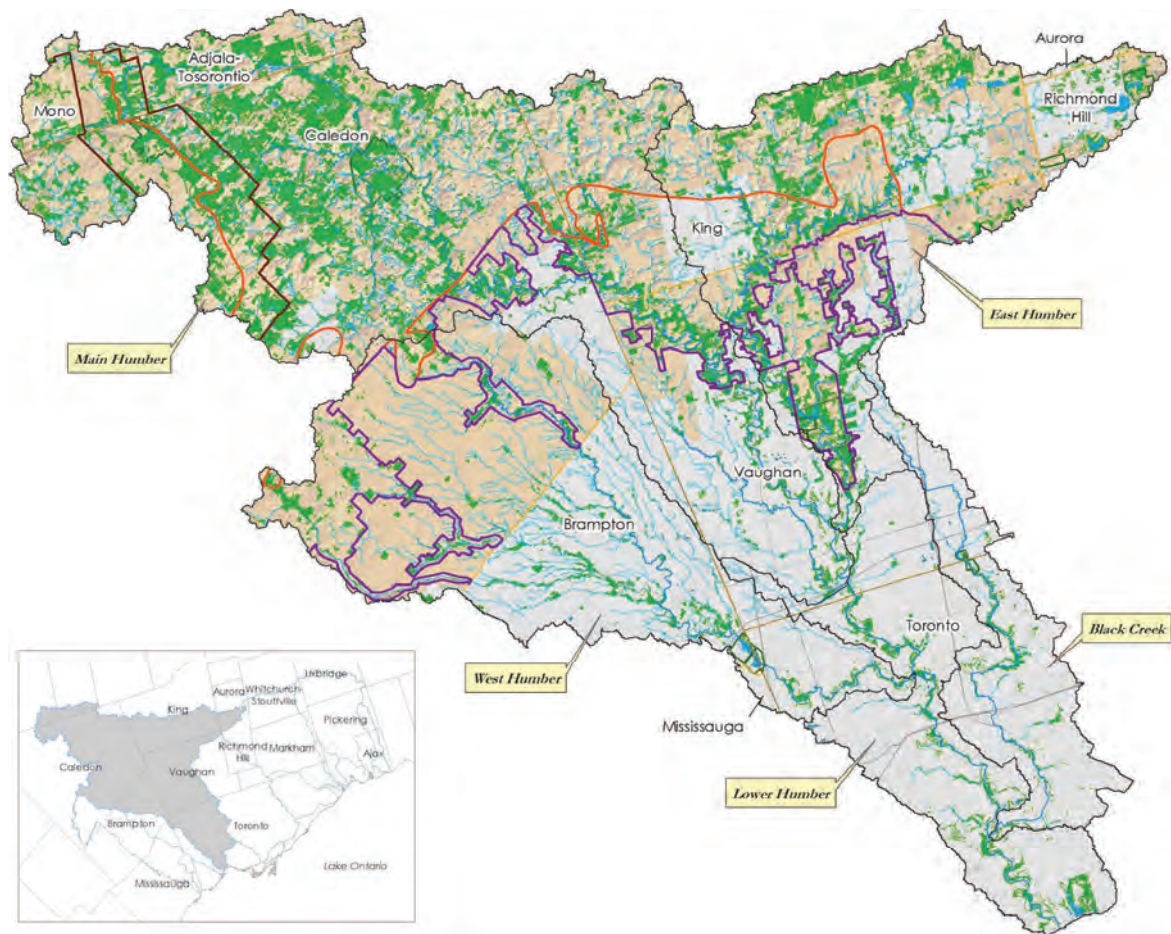 Aurora
Adjala-
Tosorontio
Mono
Richmond
Hill
Caledon
King
East Humber
Main Humber
Vaughan
Brampton
Toronto
Black Creek
West Humber
Mississauga
Lower Humber
Uxbridge
Aurora
Whitchurch-
Stouffville
King
Pickering
Richmond
Hill
Markham
Ajax
Caledon
Vaughan
Brampton
Toronto
Lake Ontario
Mississauga